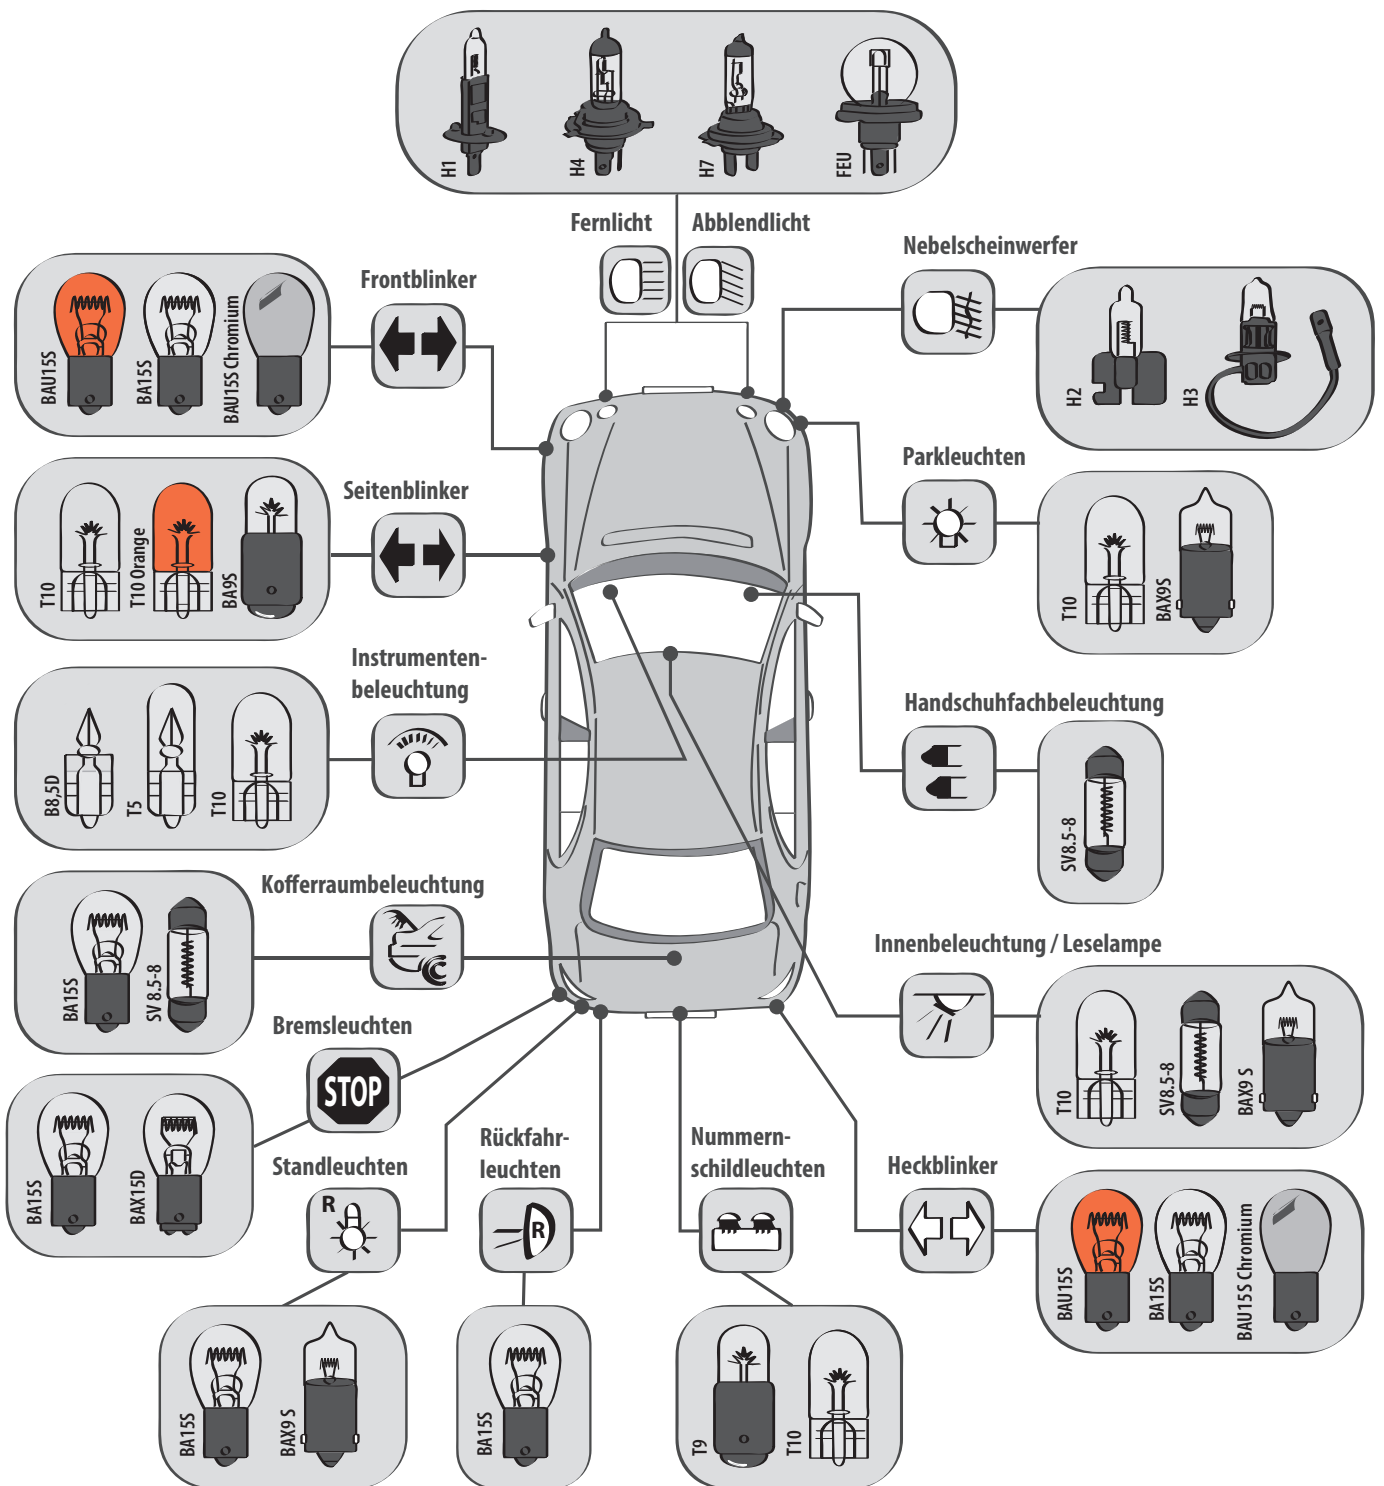 H1
H4
H7
FEU
Fernlicht
Abblendlicht
Nebelscheinwerfer
H2
H3
Frontblinker
BAU15S
BA15S
BAU15S Chromium
Parkleuchten
T10
BAX9S
Seitenblinker
T10
T10 Orange
BA9S
Instrumenten-
beleuchtung
B8,5D
T5
T10
Handschuhfachbeleuchtung
SV8.5-8
Kofferraumbeleuchtung
BA15S
SV 8.5-8
Innenbeleuchtung / Leselampe
T10
SV8.5-8
BAX9 S
Bremsleuchten
STOP
BA15S
BAX15D
Standleuchten
R
BA15S
BAX9 S
Rückfahr-
leuchten
R
BA15S
Nummern-
schildleuchten
T9
T10
Heckblinker
BAU15S
BA15S
BAU15S Chromium